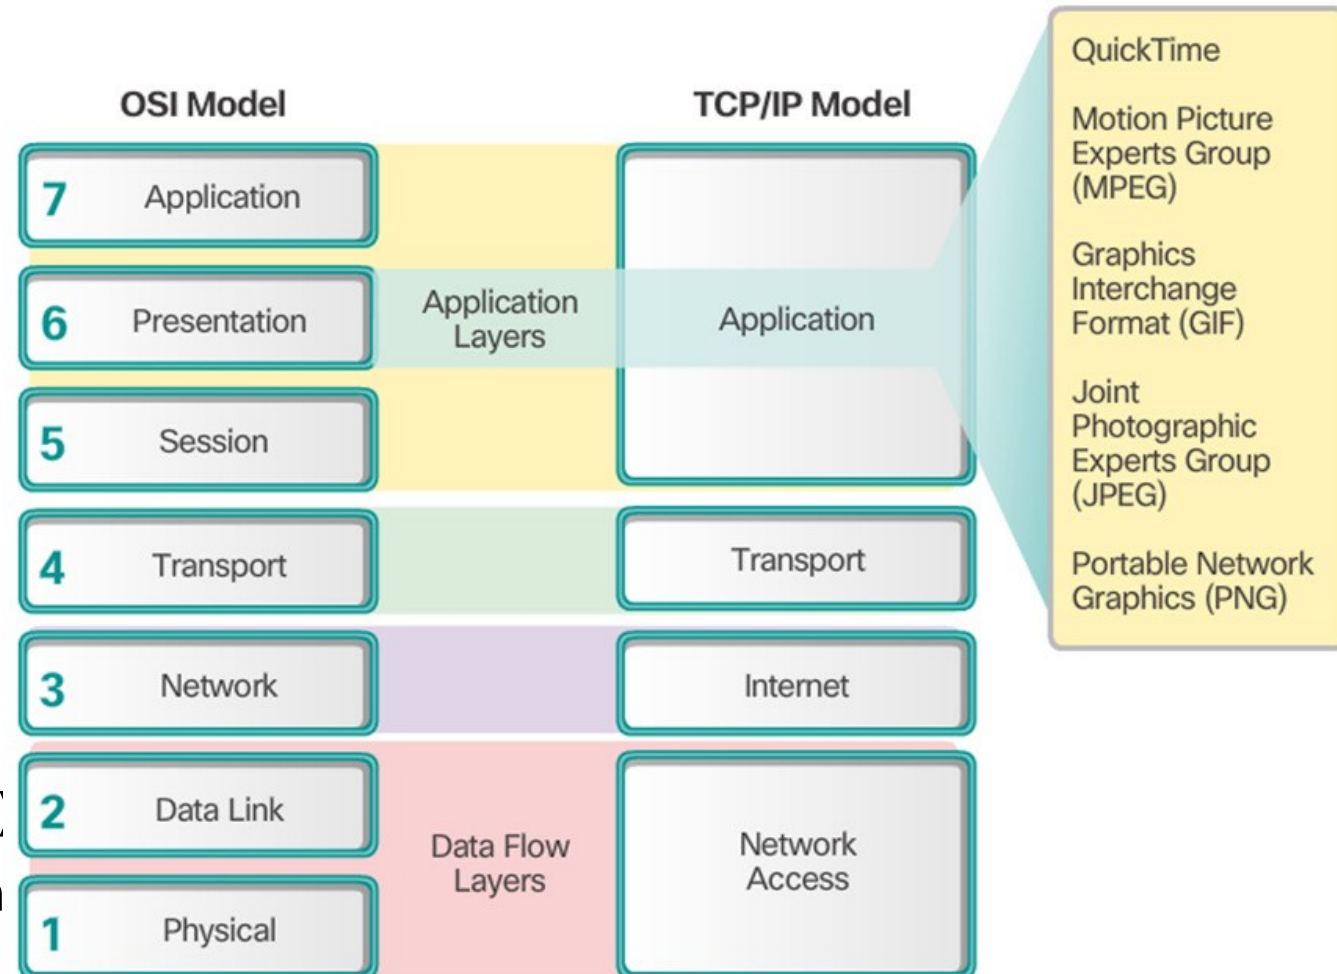 OSI Model
TCP/IP Model
7 Application
6 Presentation
5 Session
4 Transport
3 Network
2 Data Link
1 Physical
Application
Layers
Data Flow
Layers
Application
Transport
Internet
Network
Access
QuickTime
Motion Picture
Experts Group
(MPEG)
Graphics
Interchange
Format (GIF)
Joint
Photographic
Experts Group
(JPEG)
Portable Network
Graphics (PNG)